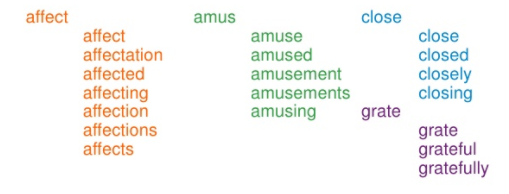 affect
affect
affectation
affected
affecting
affection
affections
affects
amus
amuse
amused
amusement
amusements
amusing
close
close
closed
closely
closing
grate
grate
grateful
gratefully